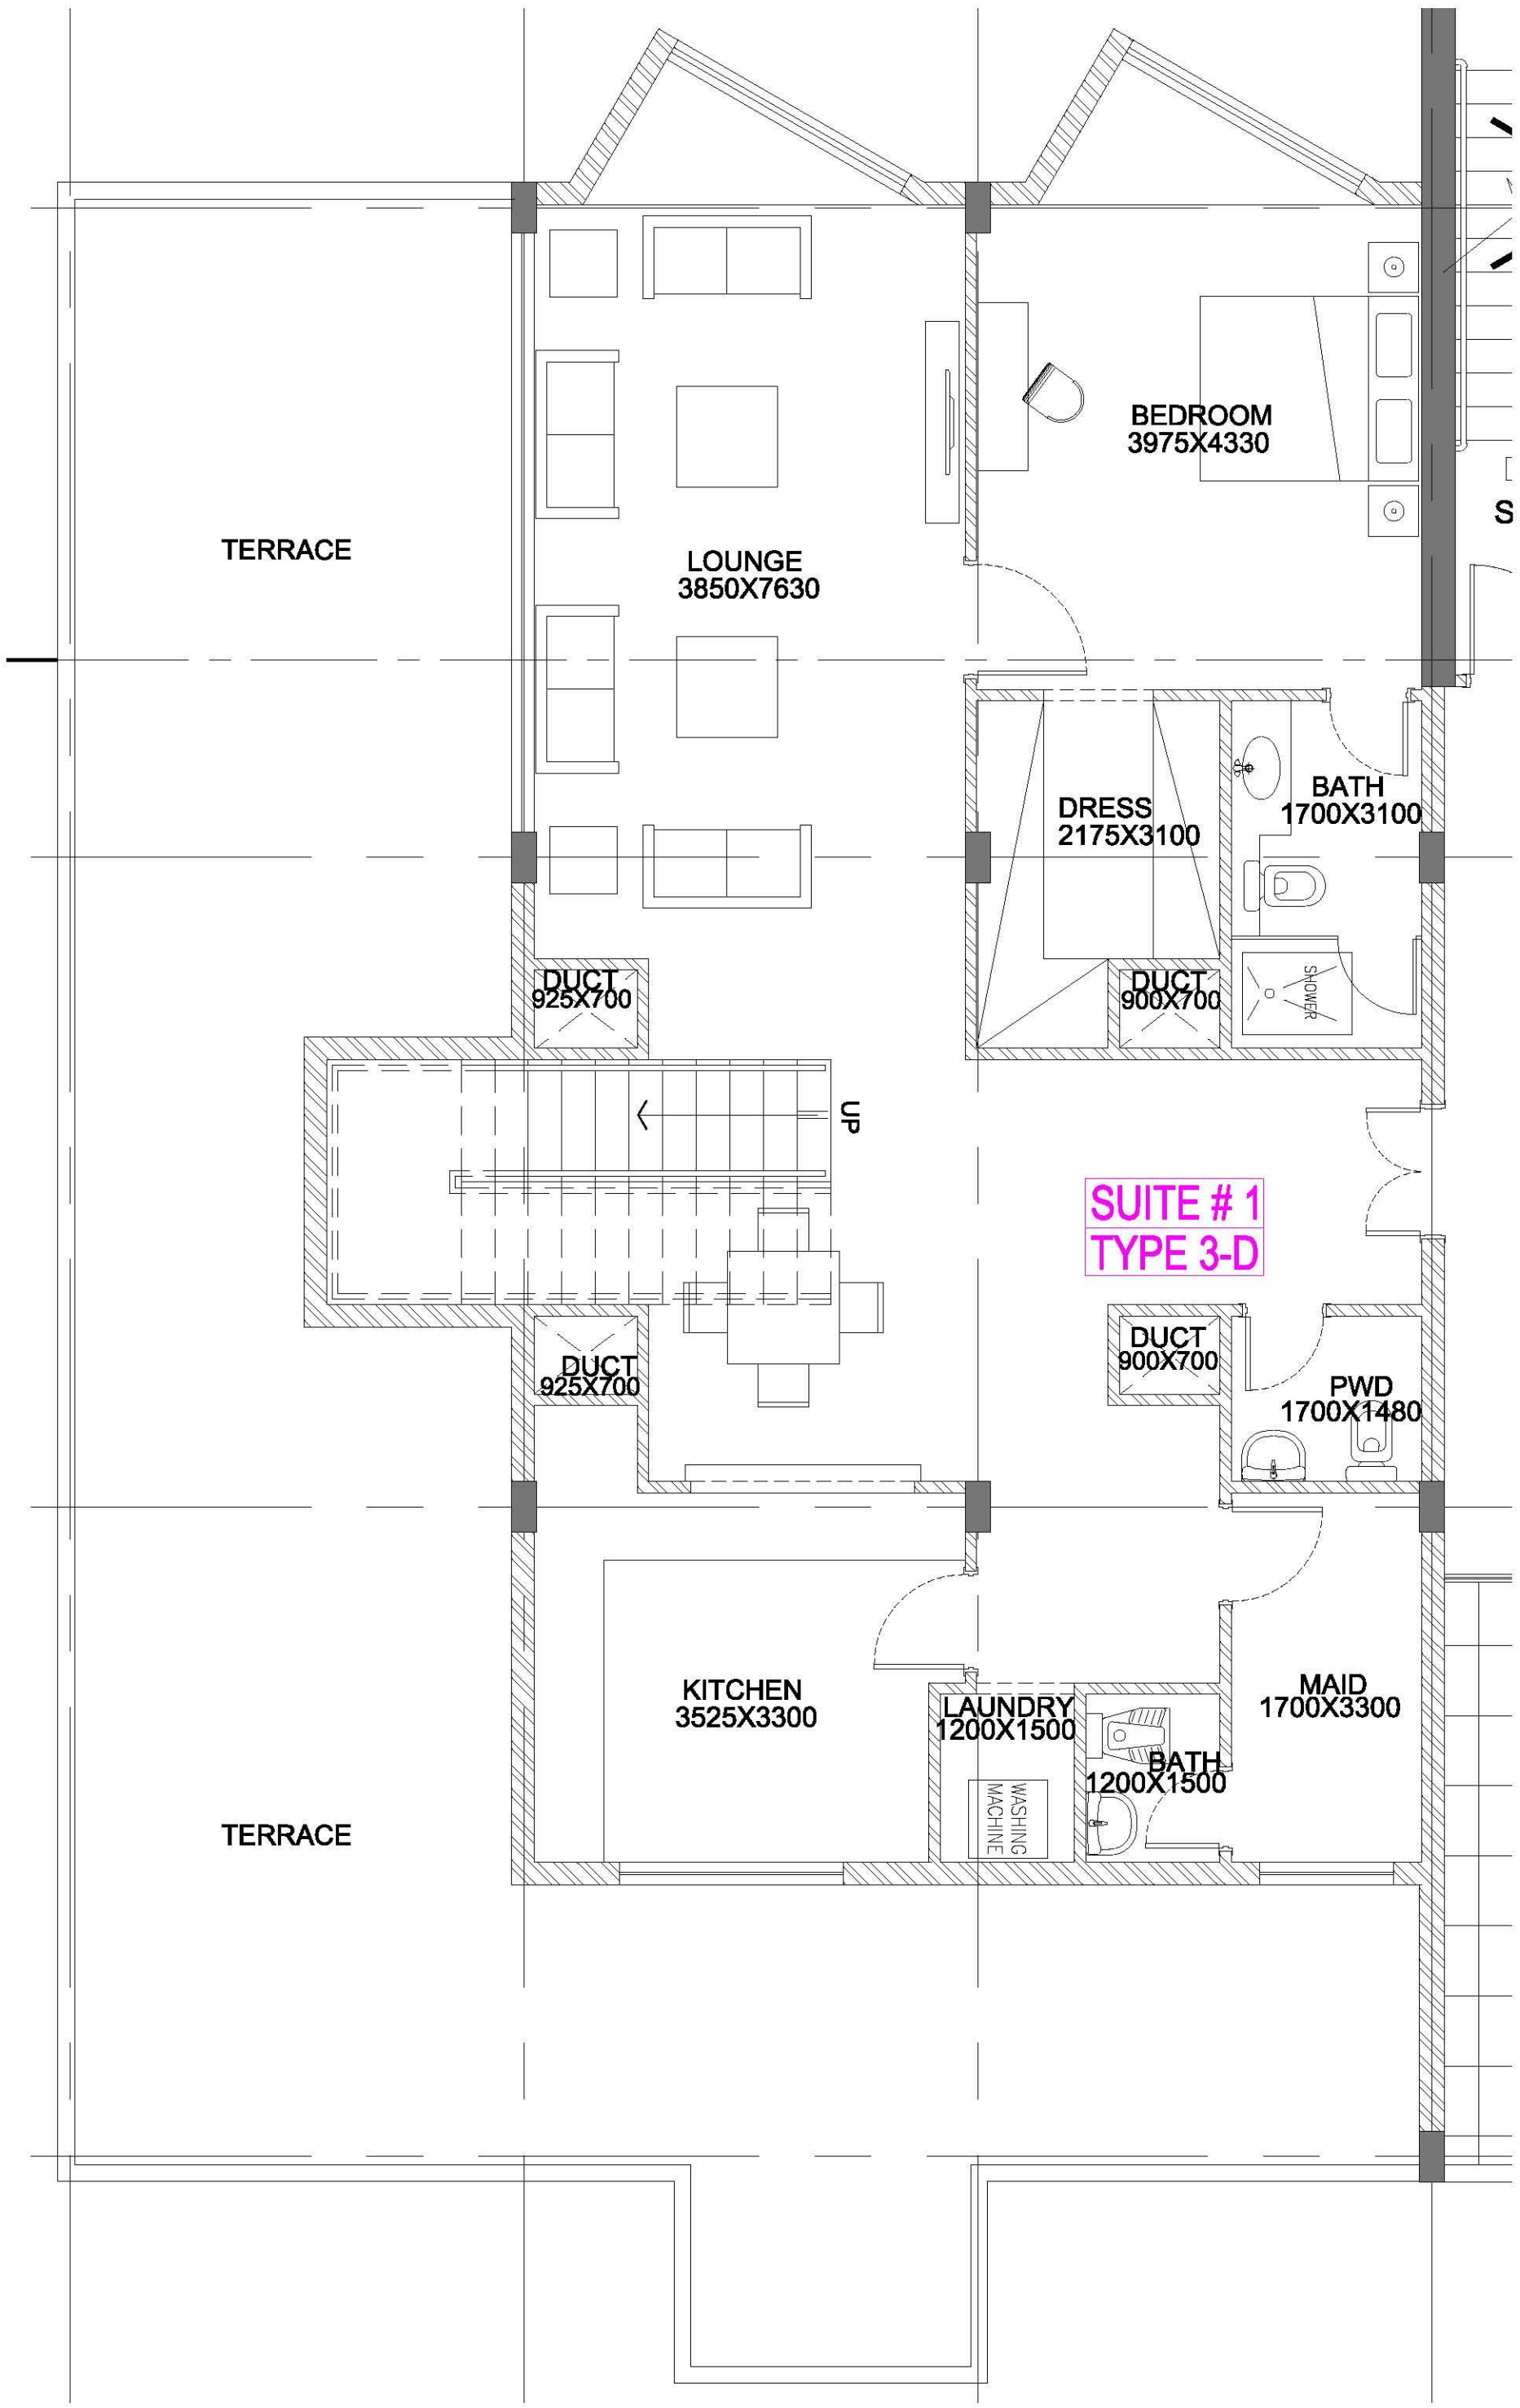 BEDROOM
3975X4330
S
TERRACE
LOUNGE
3850X7630
BATH
1700X3100
DRESS
2175X3100
DUCT
925X700
DUCT
900X700
SHOWER
UP
SUITE # 1
TYPE 3-D
DUCT
900X700
DUCT
925X700
PWD
1700X1480
KITCHEN
3525X3300
LAUNDRY
1200X1500
MAID
1700X3300
BATH
1200X1500
WASHING
MACHINE
TERRACE